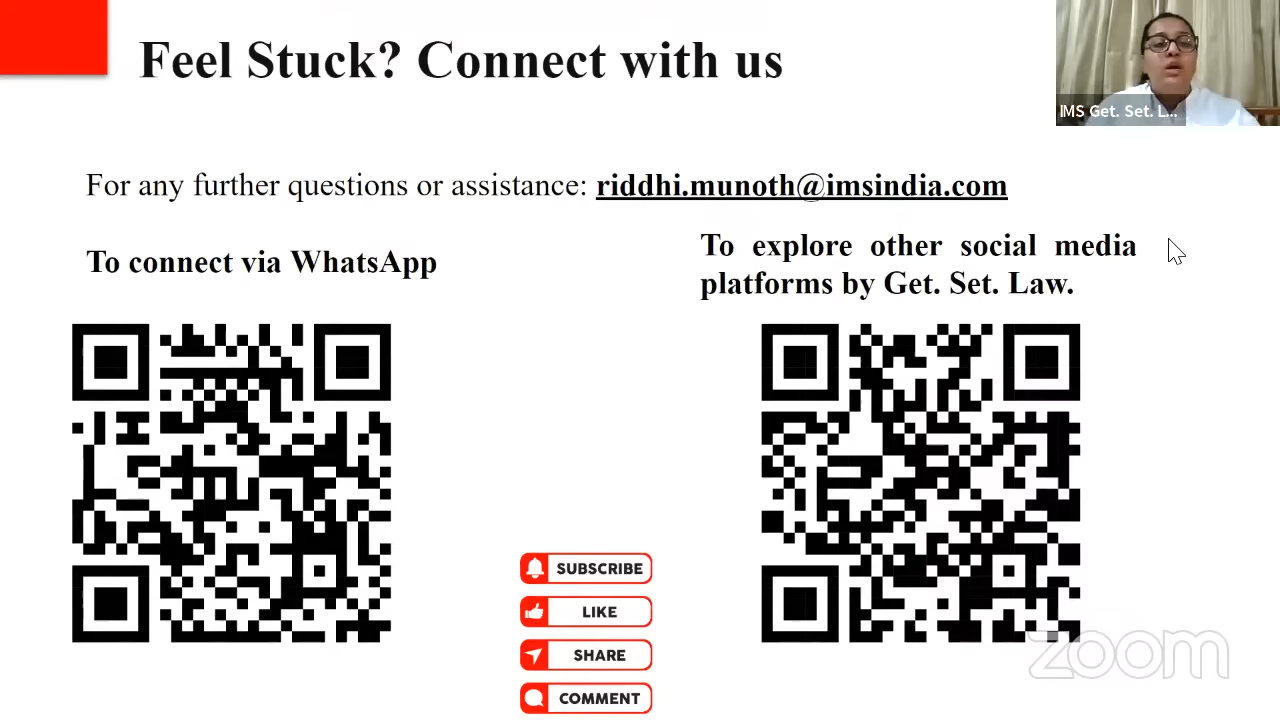 Feel Stuck? Connect with us
IMS Get. Set. L...
For any further questions or assistance: riddhi.munoth@imsindia.com
To connect via WhatsApp
To explore other social media
platforms by Get. Set. Law.
SUBSCRIBE
LIKE
SHARE
COMMENT
zoom